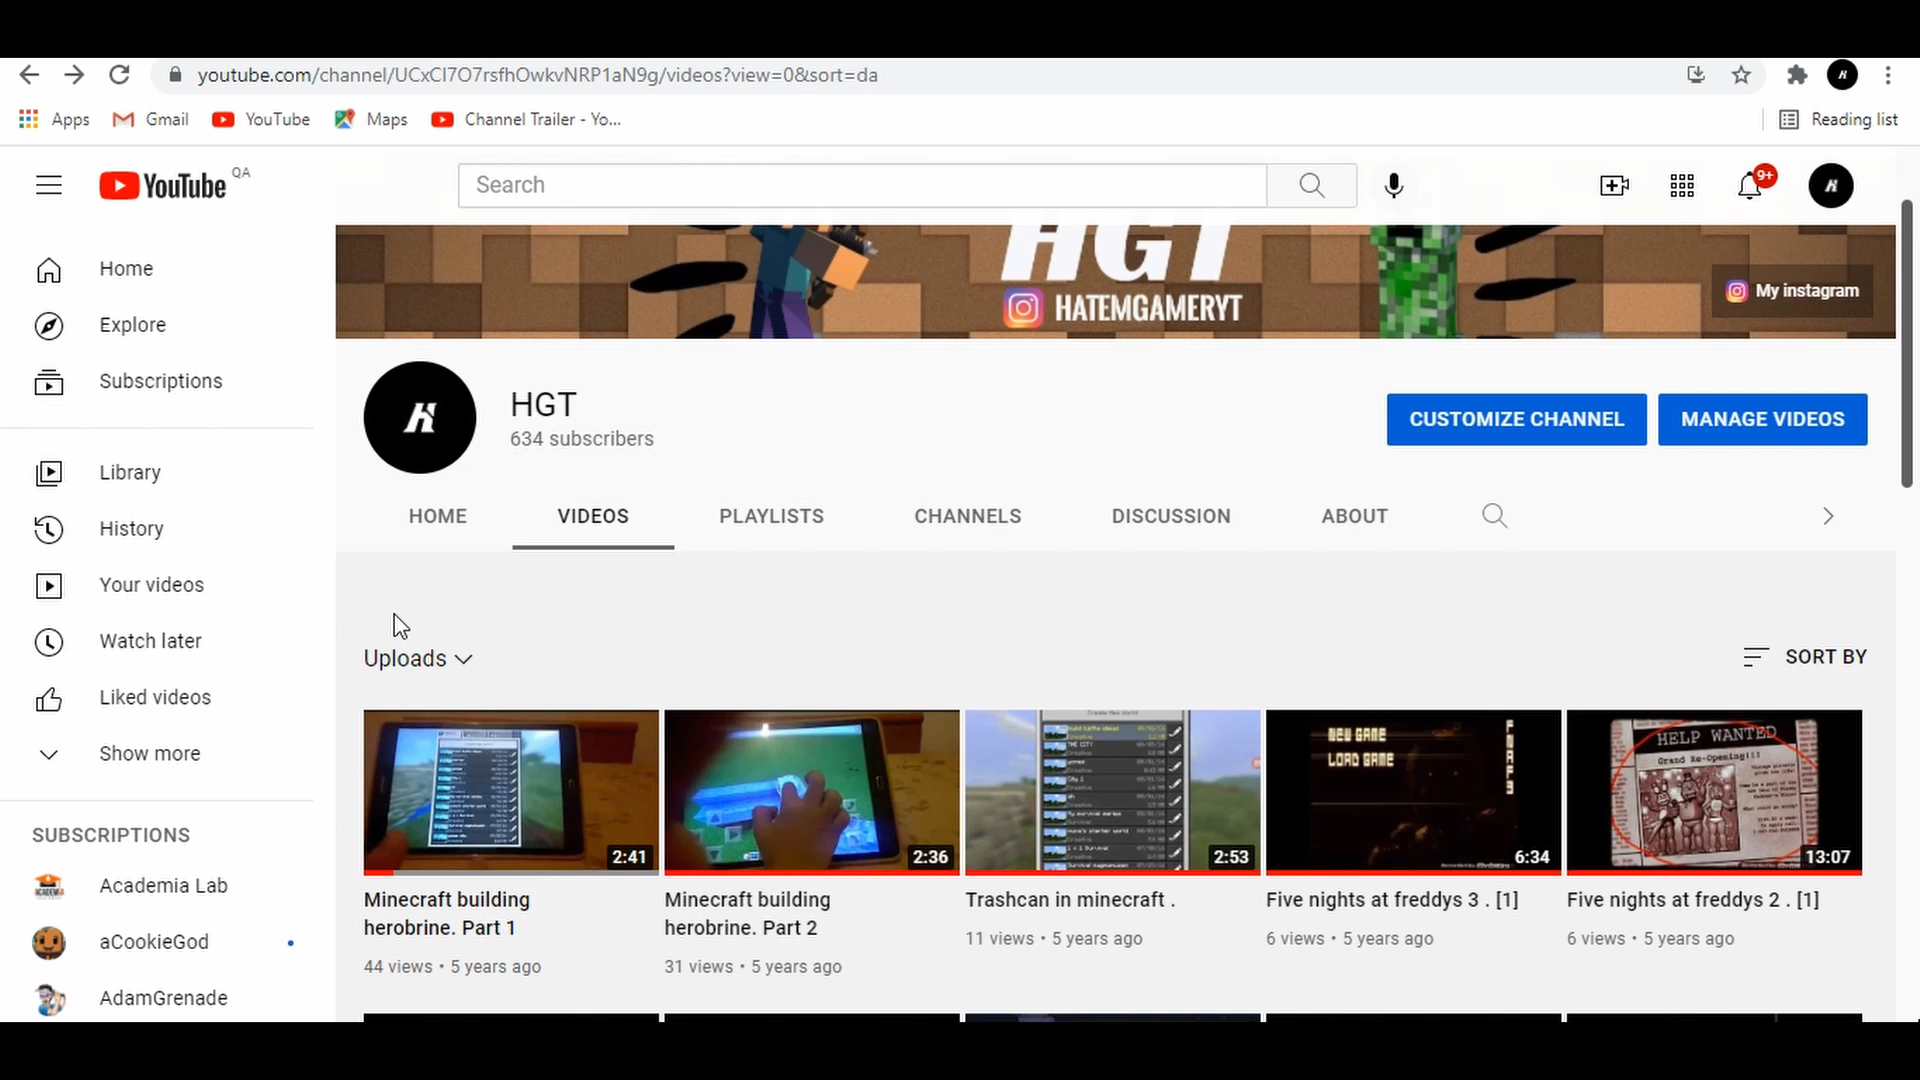 youtube.com/channel/UCxCI7O7rsfhOwkvNRP1aN9g/videos?view=0&sort=da
Apps
Gmail
YouTube
Maps
Channel Trailer - Yo...
Reading list
YouTube QA
Search
9+
HGT
HATEMGAMERYT
My instagram
Home
Explore
Subscriptions
Library
History
Your videos
Watch later
Liked videos
Show more
SUBSCRIPTIONS
Academia Lab
aCookieGod
AdamGrenade
HGT
634 subscribers
CUSTOMIZE CHANNEL
MANAGE VIDEOS
HOME
VIDEOS
PLAYLISTS
CHANNELS
DISCUSSION
ABOUT
Uploads
SORT BY
2:41
Minecraft building
herobrine. Part 1
44 views • 5 years ago
2:36
Minecraft building
herobrine. Part 2
31 views • 5 years ago
2:53
Trashcan in minecraft .
11 views • 5 years ago
NEW GAME
LOAD GAME
6:34
Five nights at freddys 3 . [1]
6 views • 5 years ago
HELP WANTED
Grand Re-Opening!!!
13:07
Five nights at freddys 2 . [1]
6 views • 5 years ago